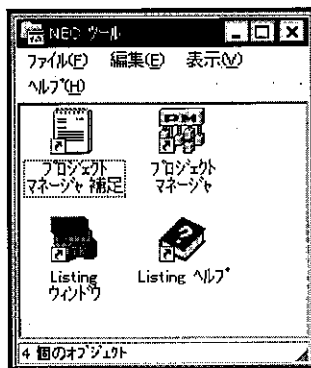 NEC ツール
ファイル(F) 編集(E) 表示(V)
ヘルプ(H)
プロジェクト
マネージャ 補足
プロジェクト
マネージャ
Listing
ウィンドウ
Listing ヘルプ
4 個のオブジェクト